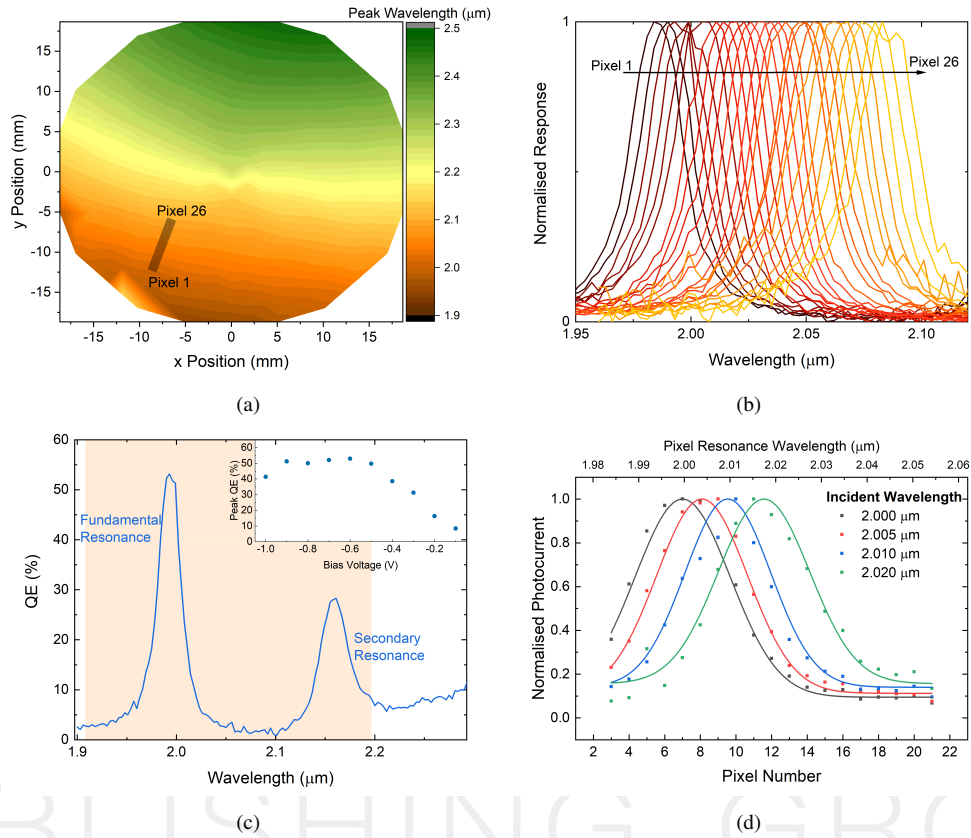 Peak Wavelength (μm)
2.5
2.4
2.3
2.2
2.1
2.0
1.9
15
10
5
0
-5
-10
-15
y Position (mm)
Pixel 26
Pixel 1
-15 -10 -5 0 5 10 15
x Position (mm)
(a)
1
0
Normalised Response
Pixel 1
Pixel 26
1.95 2.00 2.05 2.10
Wavelength (μm)
(b)
60
50
40
30
20
10
0
QE (%)
Fundamental
Resonance
Secondary
Resonance
60
50
40
30
20
10
0
Peak QE (%)
-1.0 -0.8 -0.6 -0.4 -0.2
Bias Voltage (V)
1.9 2.0 2.1 2.2
Wavelength (μm)
(c)
Pixel Resonance Wavelength (μm)
1.98 1.99 2.00 2.01 2.02 2.03 2.04 2.05 2.06
1.0
0.8
0.6
0.4
0.2
0.0
Normalised Photocurrent
Incident Wavelength
2.000 μm
2.005 μm
2.010 μm
2.020 μm
2 4 6 8 10 12 14 16 18 20 22
Pixel Number
(d)